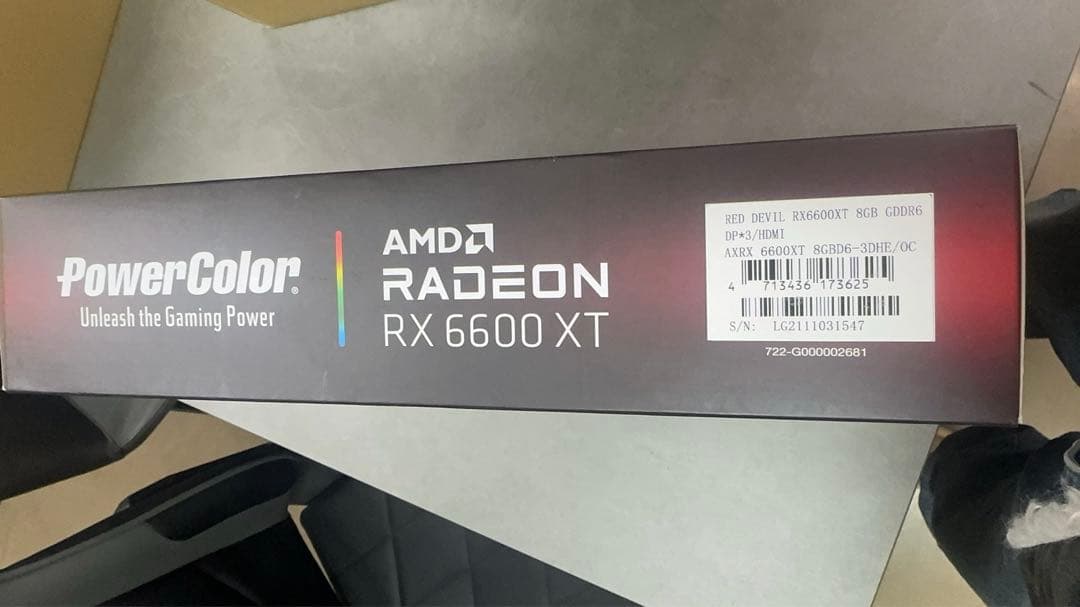 PowerColor®
Unleash the Gaming Power
AMD
RADEON
RX 6600 XT
RED DEVIL RX6600XT 8GB GDDR6
DP*3/HDMI
AXRX 6600XT 8GBD6-3DHE/OC
4 713436 173625
S/N: LG2111031547
722-G000002681